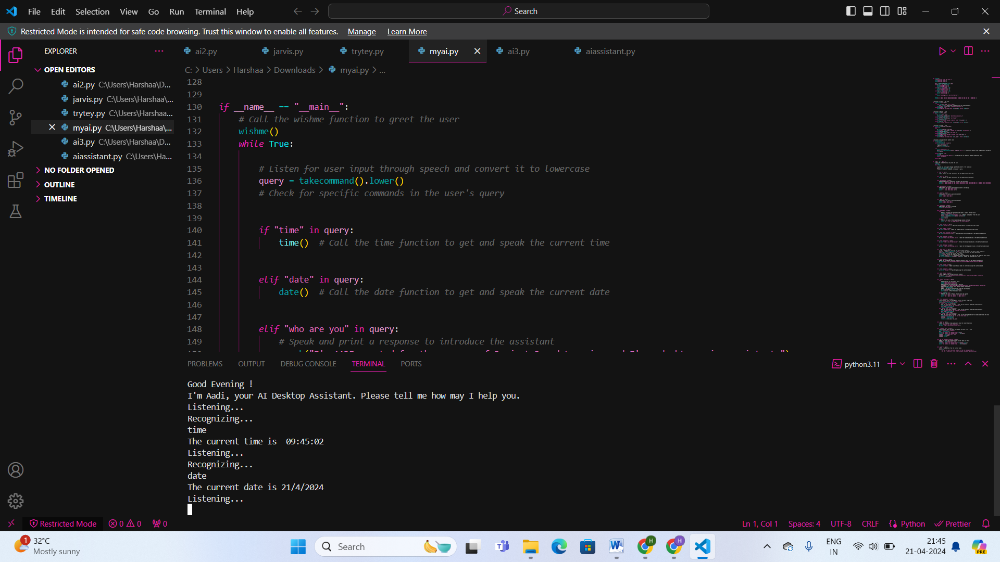 File Edit Selection View Go Run Terminal Help
Search
Restricted Mode is intended for safe code browsing. Trust this window to enable all features. Manage Learn More
EXPLORER
OPEN EDITORS
ai2.py C:\Users\Harshaa\D...
jarvis.py C:\Users\Harshaa\...
trytey.py C:\Users\Harshaa...
myai.py C:\Users\Harshaa\...
ai3.py C:\Users\Harshaa\D...
aiassistant.py C:\Users\Ha...
NO FOLDER OPENED
OUTLINE
TIMELINE
ai2.py jarvis.py trytey.py myai.py ai3.py aiassistant.py
C: > Users > Harshaa > Downloads > myai.py > ...
128
129
130 if __name__ == "__main__":
131 # Call the wishme function to greet the user
132 wishme()
133 while True:
134
135 # Listen for user input through speech and convert it to lowercase
136 query = takecommand().lower()
137 # Check for specific commands in the user's query
138
139
140 if "time" in query:
141 time() # Call the time function to get and speak the current time
142
143
144 elif "date" in query:
145 date() # Call the date function to get and speak the current date
146
147
148 elif "who are you" in query:
149 # Speak and print a response to introduce the assistant
PROBLEMS OUTPUT DEBUG CONSOLE TERMINAL PORTS
python3.11
Good Evening !
I'm Aadi, your AI Desktop Assistant. Please tell me how may I help you.
Listening...
Recognizing...
time
The current time is  09:45:02
Listening...
Recognizing...
date
The current date is 21/4/2024
Listening...
Restricted Mode 0 0 0
Ln 1, Col 1 Spaces: 4 UTF-8 CRLF Python Prettier
1
32°C
Mostly sunny
Search
H
H
ENG
IN
21:45
21-04-2024
PRE